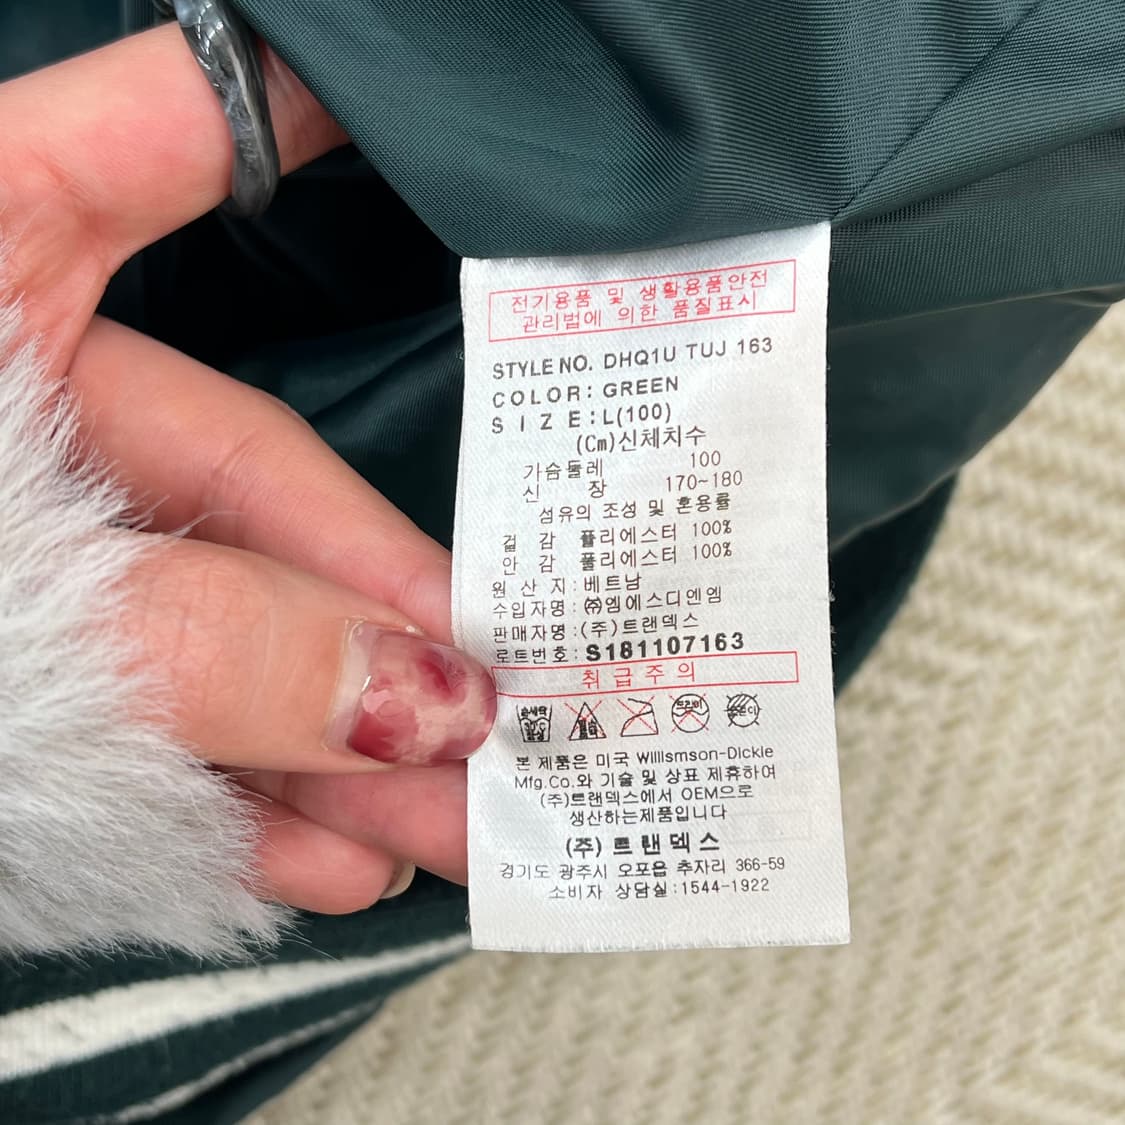 전기용품 및 생활용품안전
관리법에 의한 품질표시
STYLE NO. DHQ1U TUJ 163
COLOR: GREEN
SIZE:L(100)
(Cm)신체치수
가슴둘레 100
신 장 170~180
섬유의 조성 및 혼용률
겉 감 폴리에스터 100%
안 감 폴리에스터 100%
원 산 지: 베트남
수입자명: ㈜엠에스디엔엠
판매자명:(주)트랜덱스
로트번호: S181107163
취급주의
손세탁
드라이
본 제품은 미국 Willsmson-Dickie
Mfg.Co.와 기술 및 상표 제휴하여
(주)트랜덱스에서 OEM으로
생산하는제품입니다
(주) 트랜덱스
경기도 광주시 오포읍 추자리 366-59
소비자 상담실:1544-1922